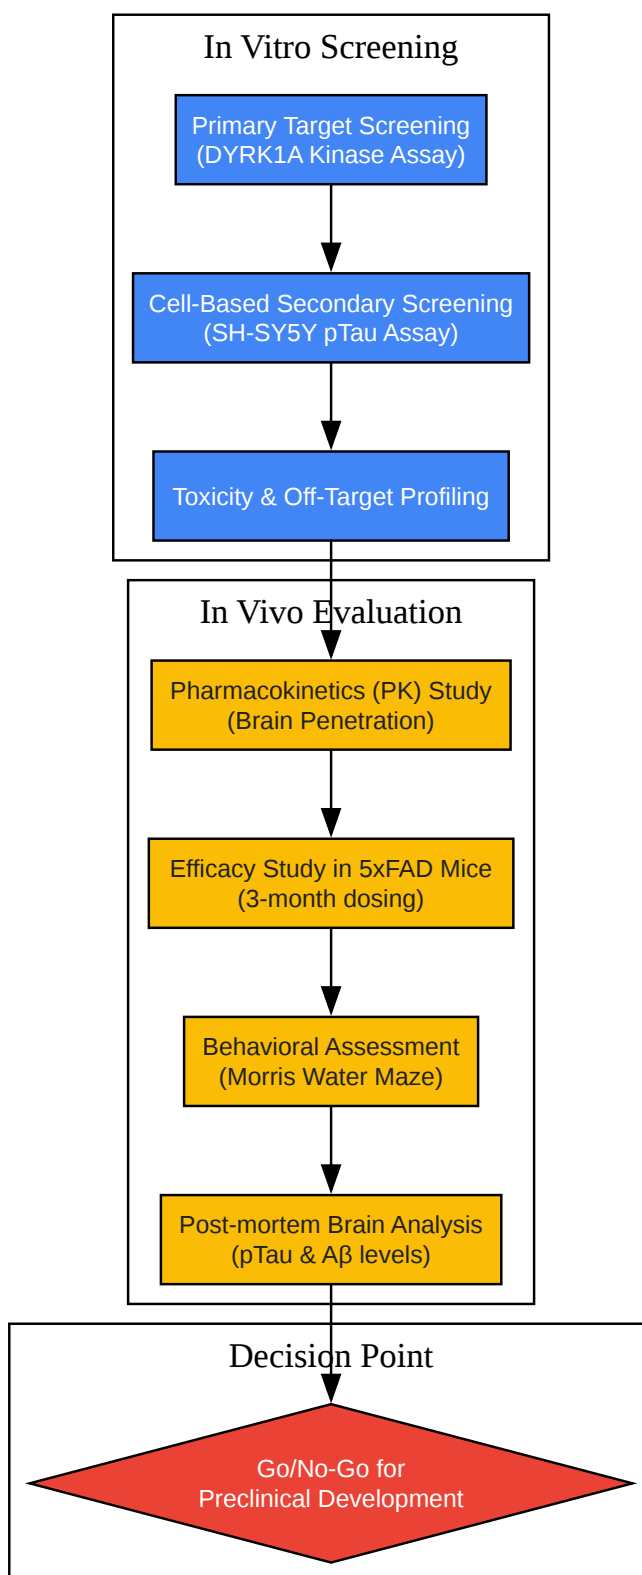 In Vitro Screening
Primary Target Screening
(DYRK1A Kinase Assay)
Cell-Based Secondary Screening
(SH-SY5Y pTau Assay)
Toxicity & Off-Target Profiling
In Vivo Evaluation
Pharmacokinetics (PK) Study
(Brain Penetration)
Efficacy Study in 5xFAD Mice
(3-month dosing)
Behavioral Assessment
(Morris Water Maze)
Post-mortem Brain Analysis
(pTau & Aβ levels)
Decision Point
Go/No-Go for
Preclinical Development